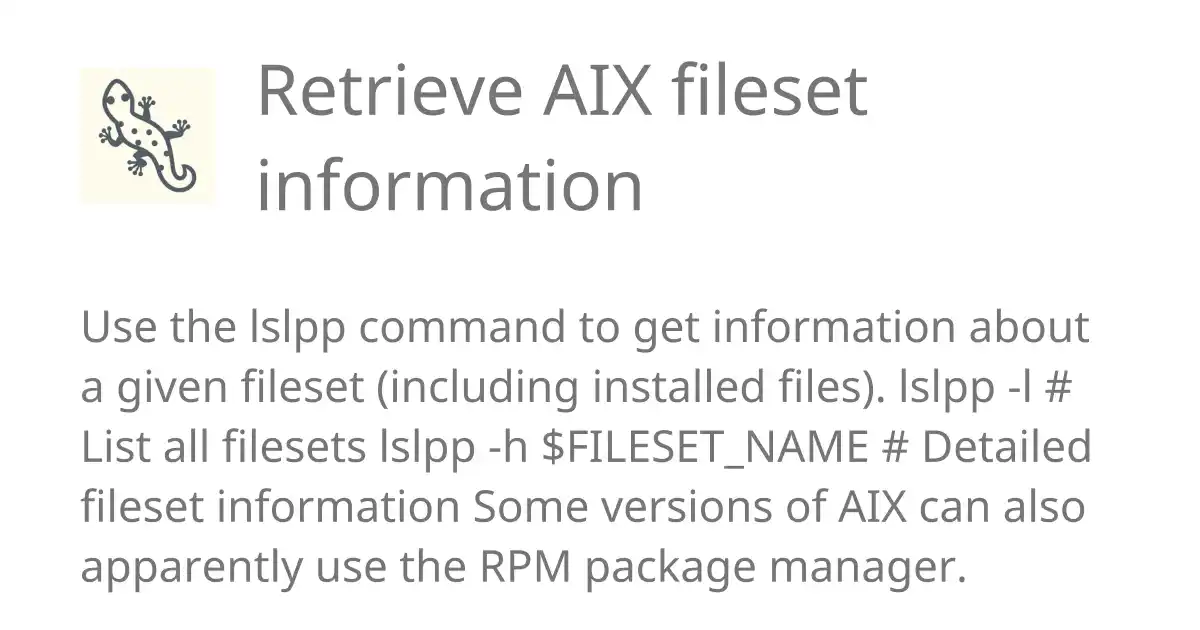 Retrieve AIX fileset
information
Use the lslpp command to get information about
a given fileset (including installed files). lslpp -l #
List all filesets lslpp -h $FILESET_NAME # Detailed
fileset information Some versions of AIX can also
apparently use the RPM package manager.